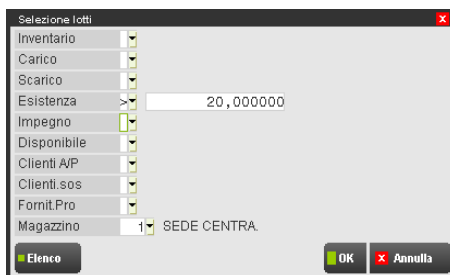 Selezione lotti
Inventario
Carico
Scarico
Esistenza > 20,000000
Impegno
Disponibile
Clienti A/P
Clienti.sos
Fornit.Pro
Magazzino 1 SEDE CENTRA.
Elenco OK Annulla